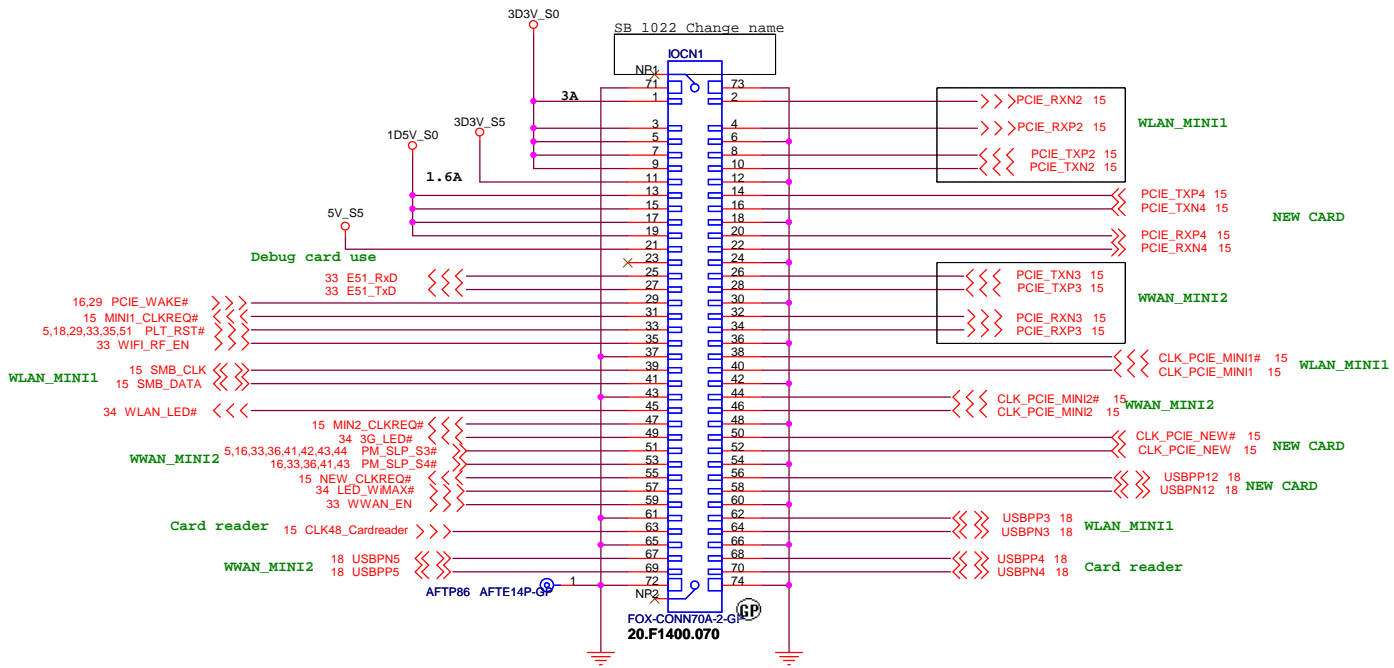 3D3V_S0
SB 1022 Change name
IOCN1
NP1
71 73
3A 1 2 PCIE_RXN2 15
3D3V_S5
3 4 PCIE_RXP2 15 WLAN_MINI1
1D5V_S0
5 6
7 8 PCIE_TXP2 15
9 10 PCIE_TXN2 15
1.6A 11 12
13 14 PCIE_TXP4 15
15 16 PCIE_TXN4 15
5V_S5 17 18 NEW CARD
19 20 PCIE_RXP4 15
21 22 PCIE_RXN4 15
Debug card use 23 24
33 E51_RxD 25 26 PCIE_TXN3 15
33 E51_TxD 27 28 PCIE_TXP3 15
16,29 PCIE_WAKE# 29 30 WWAN_MINI2
15 MINI1_CLKREQ# 31 32 PCIE_RXN3 15
5,18,29,33,35,51 PLT_RST# 33 34 PCIE_RXP3 15
33 WIFI_RF_EN 35 36
37 38 CLK_PCIE_MINI1# 15
15 SMB_CLK 39 40 CLK_PCIE_MINI1 15 WLAN_MINI1
WLAN_MINI1 15 SMB_DATA 41 42
43 44 CLK_PCIE_MINI2# 15
34 WLAN_LED# 45 46 CLK_PCIE_MINI2 15 WWAN_MINI2
15 MIN2_CLKREQ# 47 48
34 3G_LED# 49 50 CLK_PCIE_NEW# 15
5,16,33,36,41,42,43,44 PM_SLP_S3# 51 52 CLK_PCIE_NEW 15 NEW CARD
WWAN_MINI2 16,33,36,41,43 PM_SLP_S4# 53 54
15 NEW_CLKREQ# 55 56 USBPP12 18
34 LED_WiMAX# 57 58 USBPN12 18 NEW CARD
33 WWAN_EN 59 60
61 62 USBPP3 18
Card reader 15 CLK48_Cardreader 63 64 USBPN3 18 WLAN_MINI1
65 66
18 USBPN5 67 68 USBPP4 18
WWAN_MINI2 18 USBPP5 69 70 USBPN4 18 Card reader
AFTP86 AFTE14P-GP 1 72 74
NP2
GP
FOX-CONN70A-2-GP
20.F1400.070